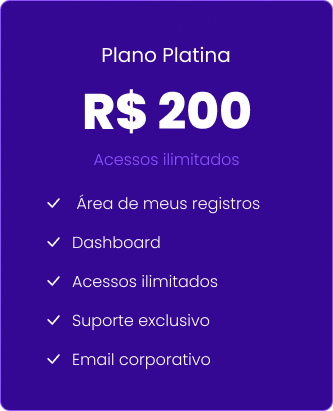 Plano Platina
R$ 200
Acessos ilimitados
Área de meus registros
Dashboard
Acessos ilimitados
Suporte exclusivo
Email corporativo